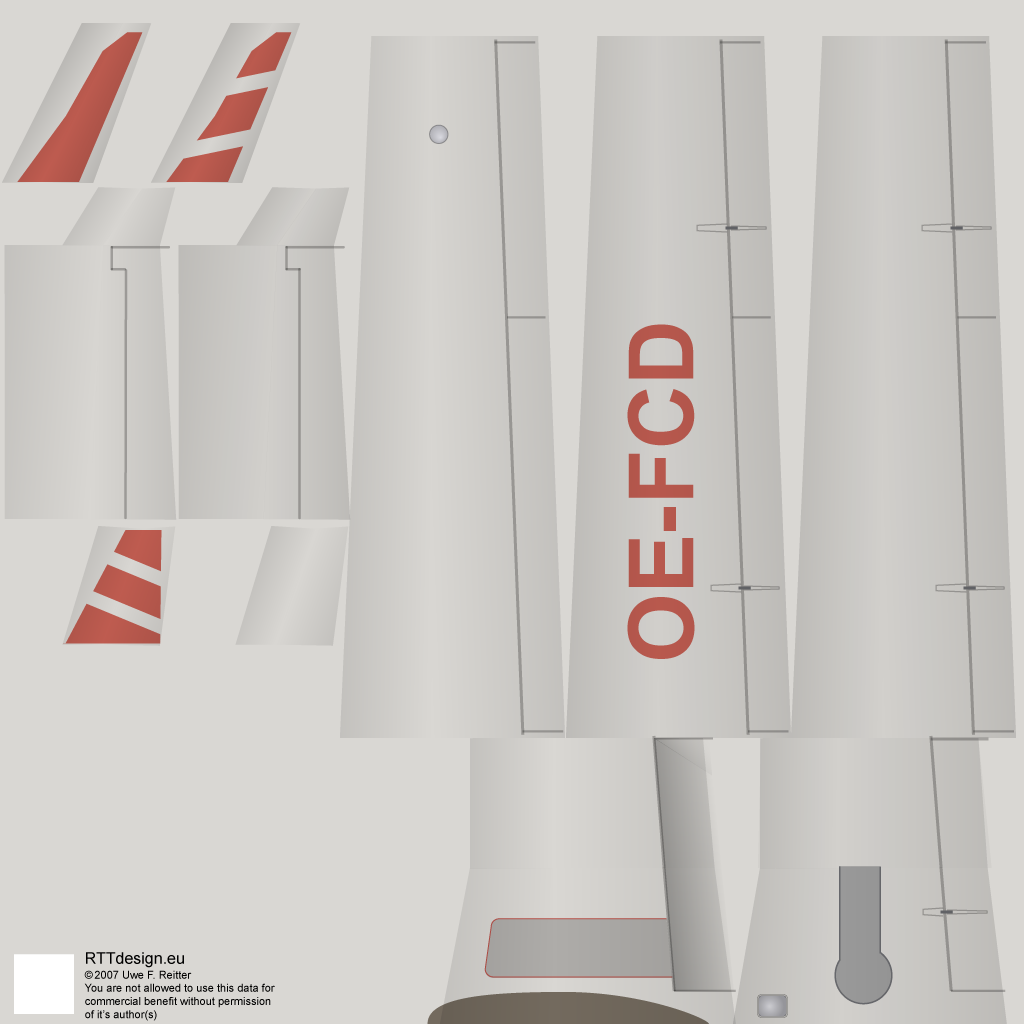 OE-FCD
RTTdesign.eu
©2007 Uwe F. Reitter
You are not allowed to use this data for
commercial benefit without permission
of it's author(s)